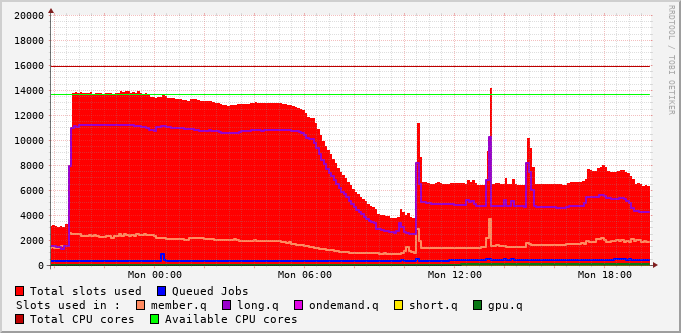 20000
18000
16000
14000
12000
10000
8000
6000
4000
2000
0
Mon 00:00 Mon 06:00 Mon 12:00 Mon 18:00
RRDTOOL / TOBI OETIKER
Total slots used Queued Jobs
Slots used in : member.q long.q ondemand.q short.q gpu.q
Total CPU cores Available CPU cores